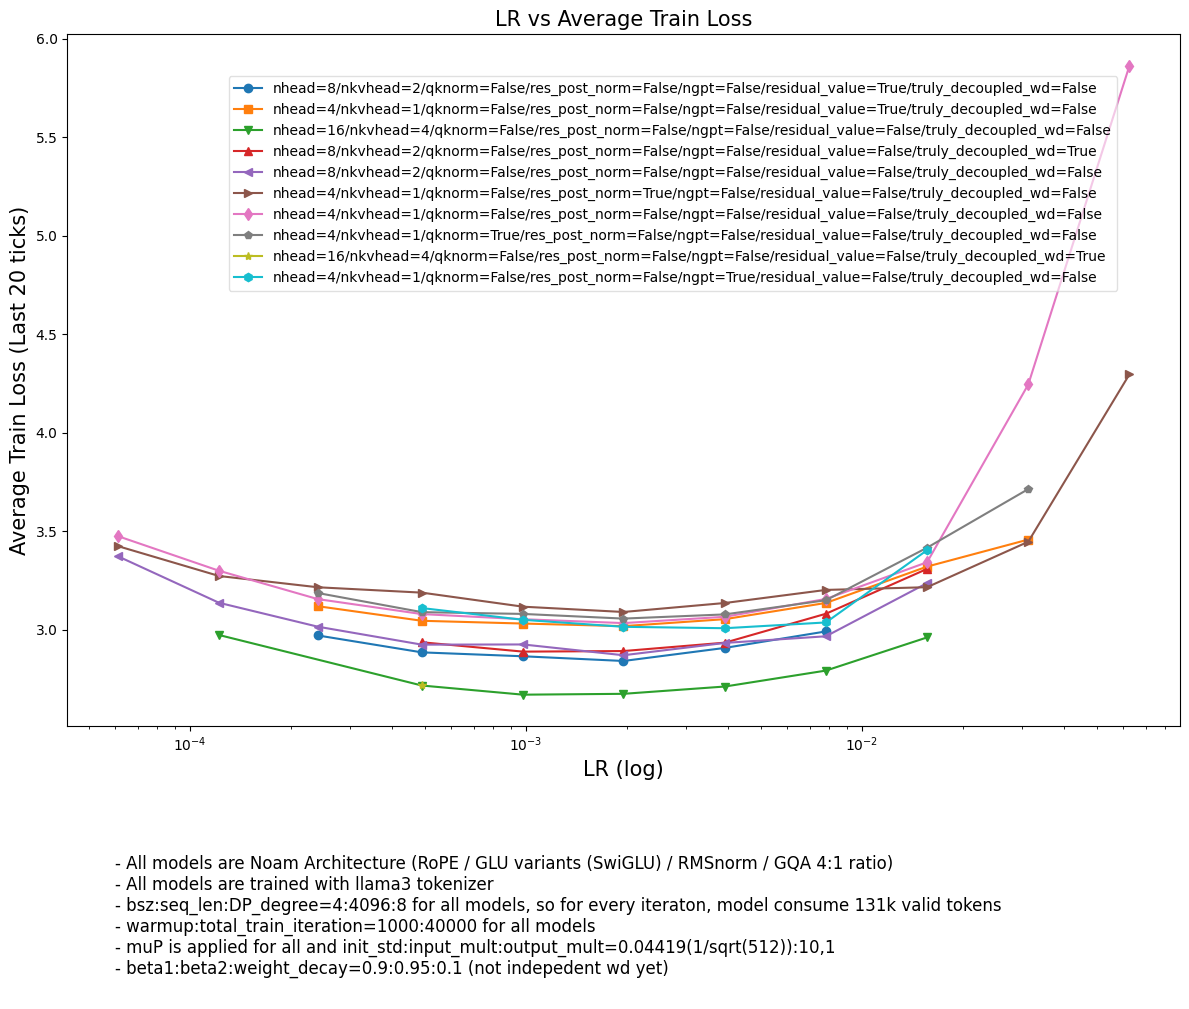 LR vs Average Train Loss
6.0
5.5
5.0
4.5
4.0
3.5
3.0
Average Train Loss (Last 20 ticks)
nhead=8/nkvhead=2/qknorm=False/res_post_norm=False/ngpt=False/residual_value=True/truly_decoupled_wd=False
nhead=4/nkvhead=1/qknorm=False/res_post_norm=False/ngpt=False/residual_value=True/truly_decoupled_wd=False
nhead=16/nkvhead=4/qknorm=False/res_post_norm=False/ngpt=False/residual_value=False/truly_decoupled_wd=False
nhead=8/nkvhead=2/qknorm=False/res_post_norm=False/ngpt=False/residual_value=False/truly_decoupled_wd=True
nhead=8/nkvhead=2/qknorm=False/res_post_norm=False/ngpt=False/residual_value=False/truly_decoupled_wd=False
nhead=4/nkvhead=1/qknorm=False/res_post_norm=True/ngpt=False/residual_value=False/truly_decoupled_wd=False
nhead=4/nkvhead=1/qknorm=False/res_post_norm=False/ngpt=False/residual_value=False/truly_decoupled_wd=False
nhead=4/nkvhead=1/qknorm=True/res_post_norm=False/ngpt=False/residual_value=False/truly_decoupled_wd=False
nhead=16/nkvhead=4/qknorm=False/res_post_norm=False/ngpt=False/residual_value=False/truly_decoupled_wd=True
nhead=4/nkvhead=1/qknorm=False/res_post_norm=False/ngpt=True/residual_value=False/truly_decoupled_wd=False
10⁻⁴ 10⁻³ 10⁻²
LR (log)
- All models are Noam Architecture (RoPE / GLU variants (SwiGLU) / RMSnorm / GQA 4:1 ratio)
- All models are trained with llama3 tokenizer
- bsz:seq_len:DP_degree=4:4096:8 for all models, so for every iteraton, model consume 131k valid tokens
- warmup:total_train_iteration=1000:40000 for all models
- muP is applied for all and init_std:input_mult:output_mult=0.04419(1/sqrt(512)):10,1
- beta1:beta2:weight_decay=0.9:0.95:0.1 (not indepedent wd yet)